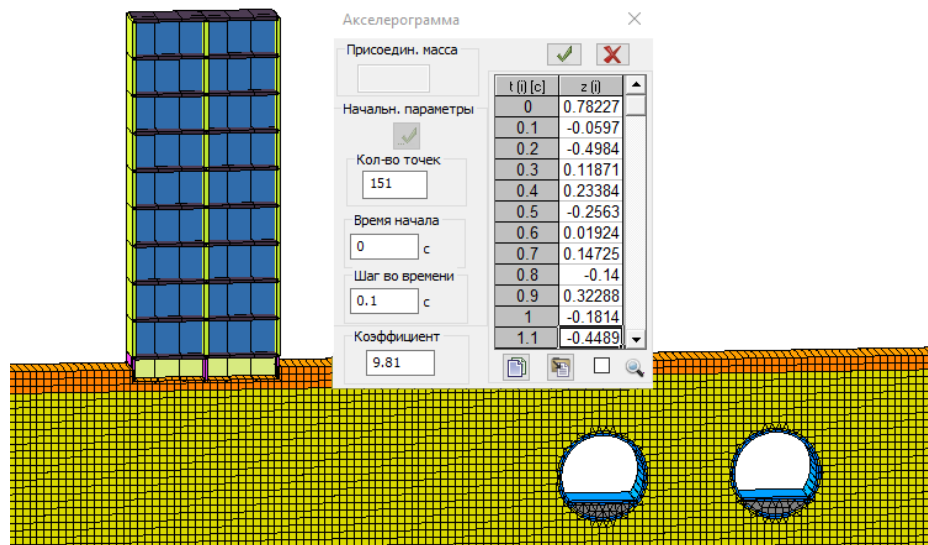 Акселерограмма
Присоедин. масса
Начальн. параметры
Кол-во точек
151
Время начала
0 с
Шаг во времени
0.1 с
Коэффициент
9.81
t (i) [c] z (i)
0 0.78227
0.1 -0.0597
0.2 -0.4984
0.3 0.11871
0.4 0.23384
0.5 -0.2563
0.6 0.01924
0.7 0.14725
0.8 -0.14
0.9 0.32288
1 -0.1814
1.1 -0.4489